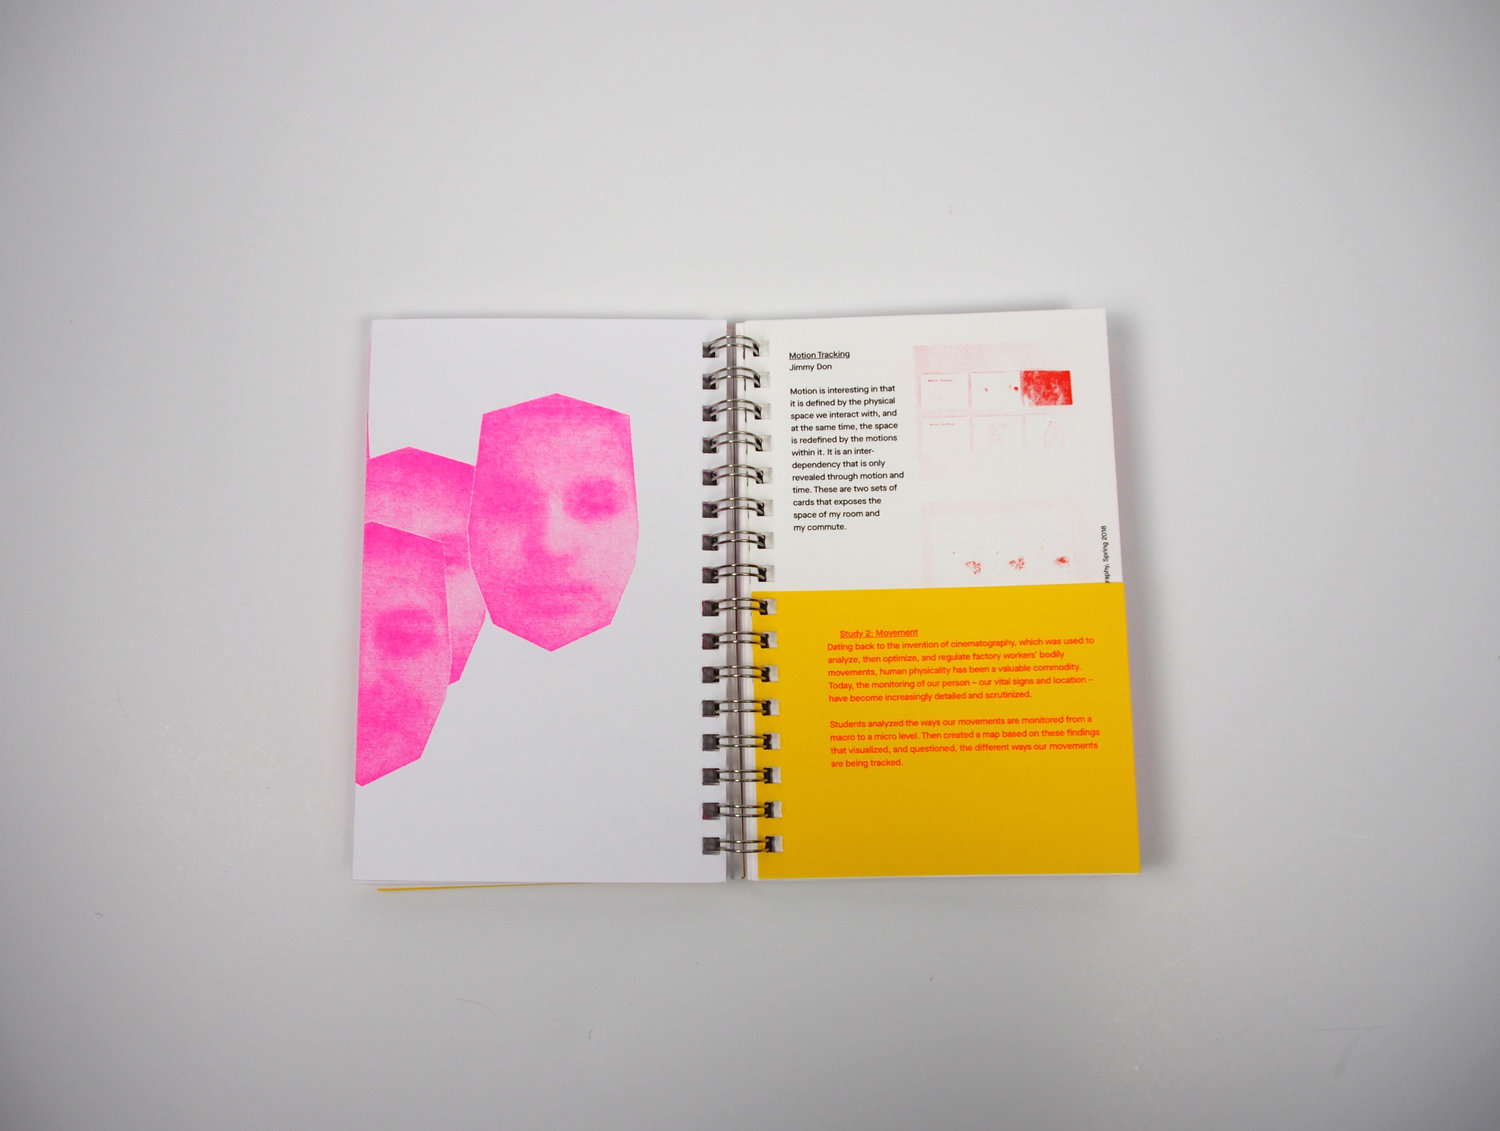 Motion Tracking
Jimmy Don
Motion is interesting in that
it is defined by the physical
space we interact with, and
at the same time, the space
is redefined by the motions
within it. It is an inter-
dependency that is only
revealed through motion and
time. These are two sets of
cards that exposes the
space of my room and
my commute.
Spring 2018
Study 2: Movement
Dating back to the invention of cinematography, which was used to
analyze, then optimize, and regulate factory workers' bodily
movements, human physicality has been a valuable commodity.
Today, the monitoring of our person – our vital signs and location –
have become increasingly detailed and scrutinized.
Students analyzed the ways our movements are monitored from a
macro to a micro level. Then created a map based on these findings
that visualized, and questioned, the different ways our movements
are being tracked.